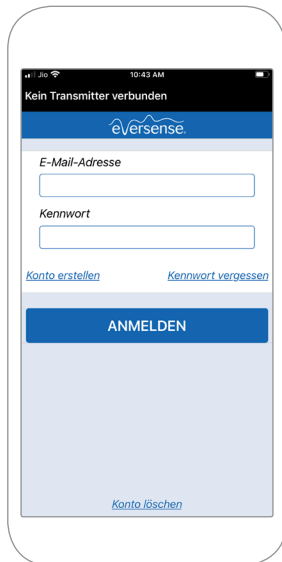 Jio 10:43 AM
Kein Transmitter verbunden
eversense.
E-Mail-Adresse
Kennwort
Konto erstellen Kennwort vergessen
ANMELDEN
Konto löschen